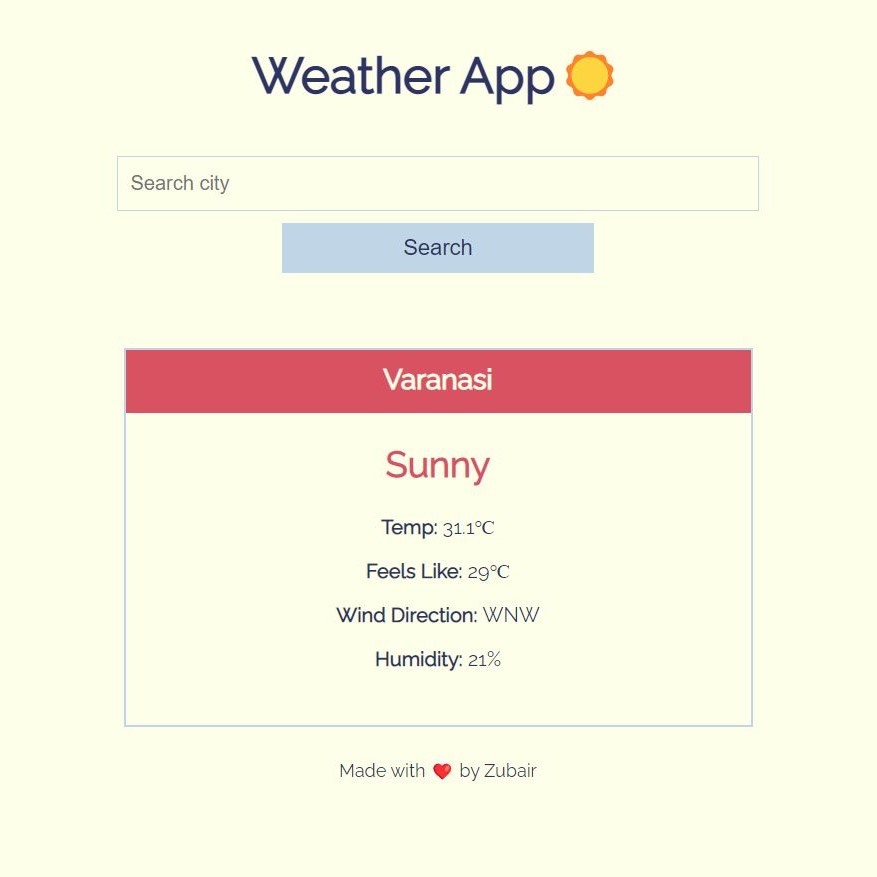 Weather App
Search city
Search
Varanasi
Sunny
Temp: 31.1°C
Feels Like: 29°C
Wind Direction: WNW
Humidity: 21%
Made with ❤️ by Zubair